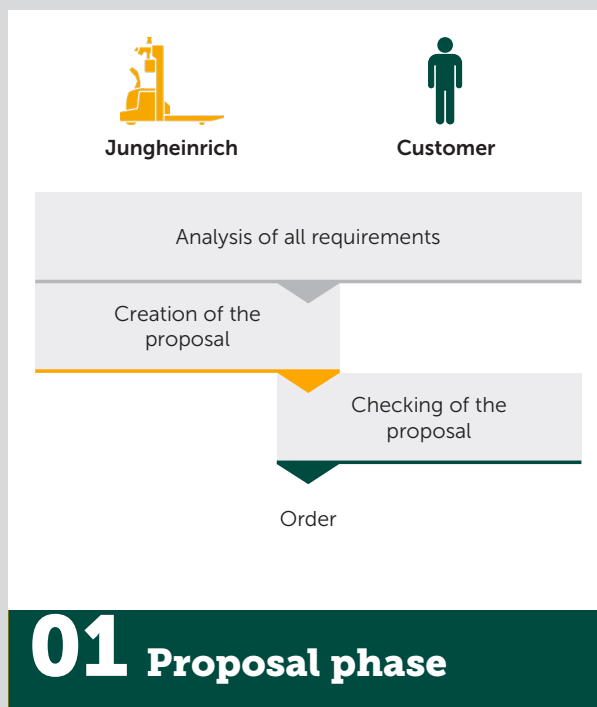 Jungheinrich
Customer
Analysis of all requirements
Creation of the
proposal
Checking of the
proposal
Order
01 Proposal phase